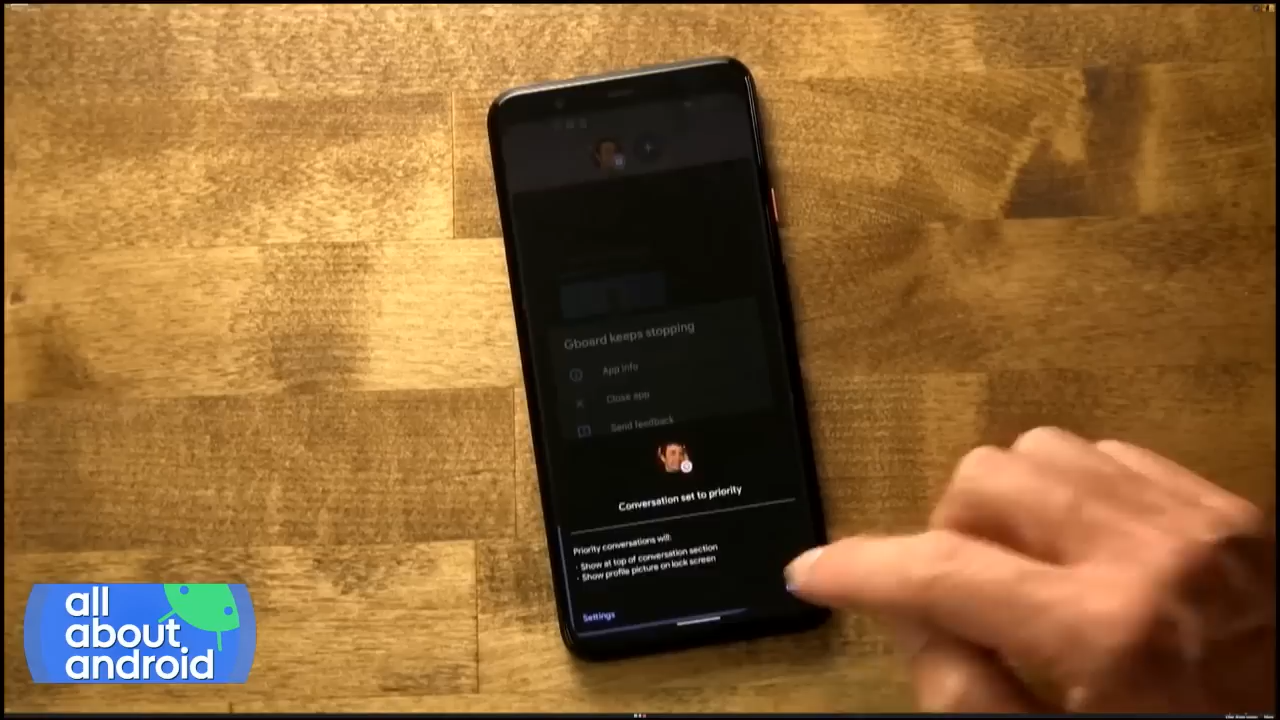 Gboard keeps stopping
App info
Close app
Send feedback
Conversation set to priority
Priority conversations will:
· Show at top of conversation section
· Show profile picture on lock screen
Settings
all
about
android